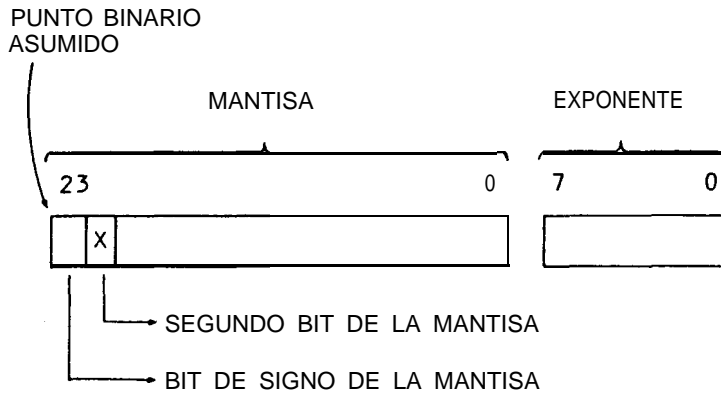 PUNTO BINARIO
ASUMIDO
MANTISA EXPONENTE
23 0 7 0
X
SEGUNDO BIT DE LA MANTISA
BIT DE SIGNO DE LA MANTISA